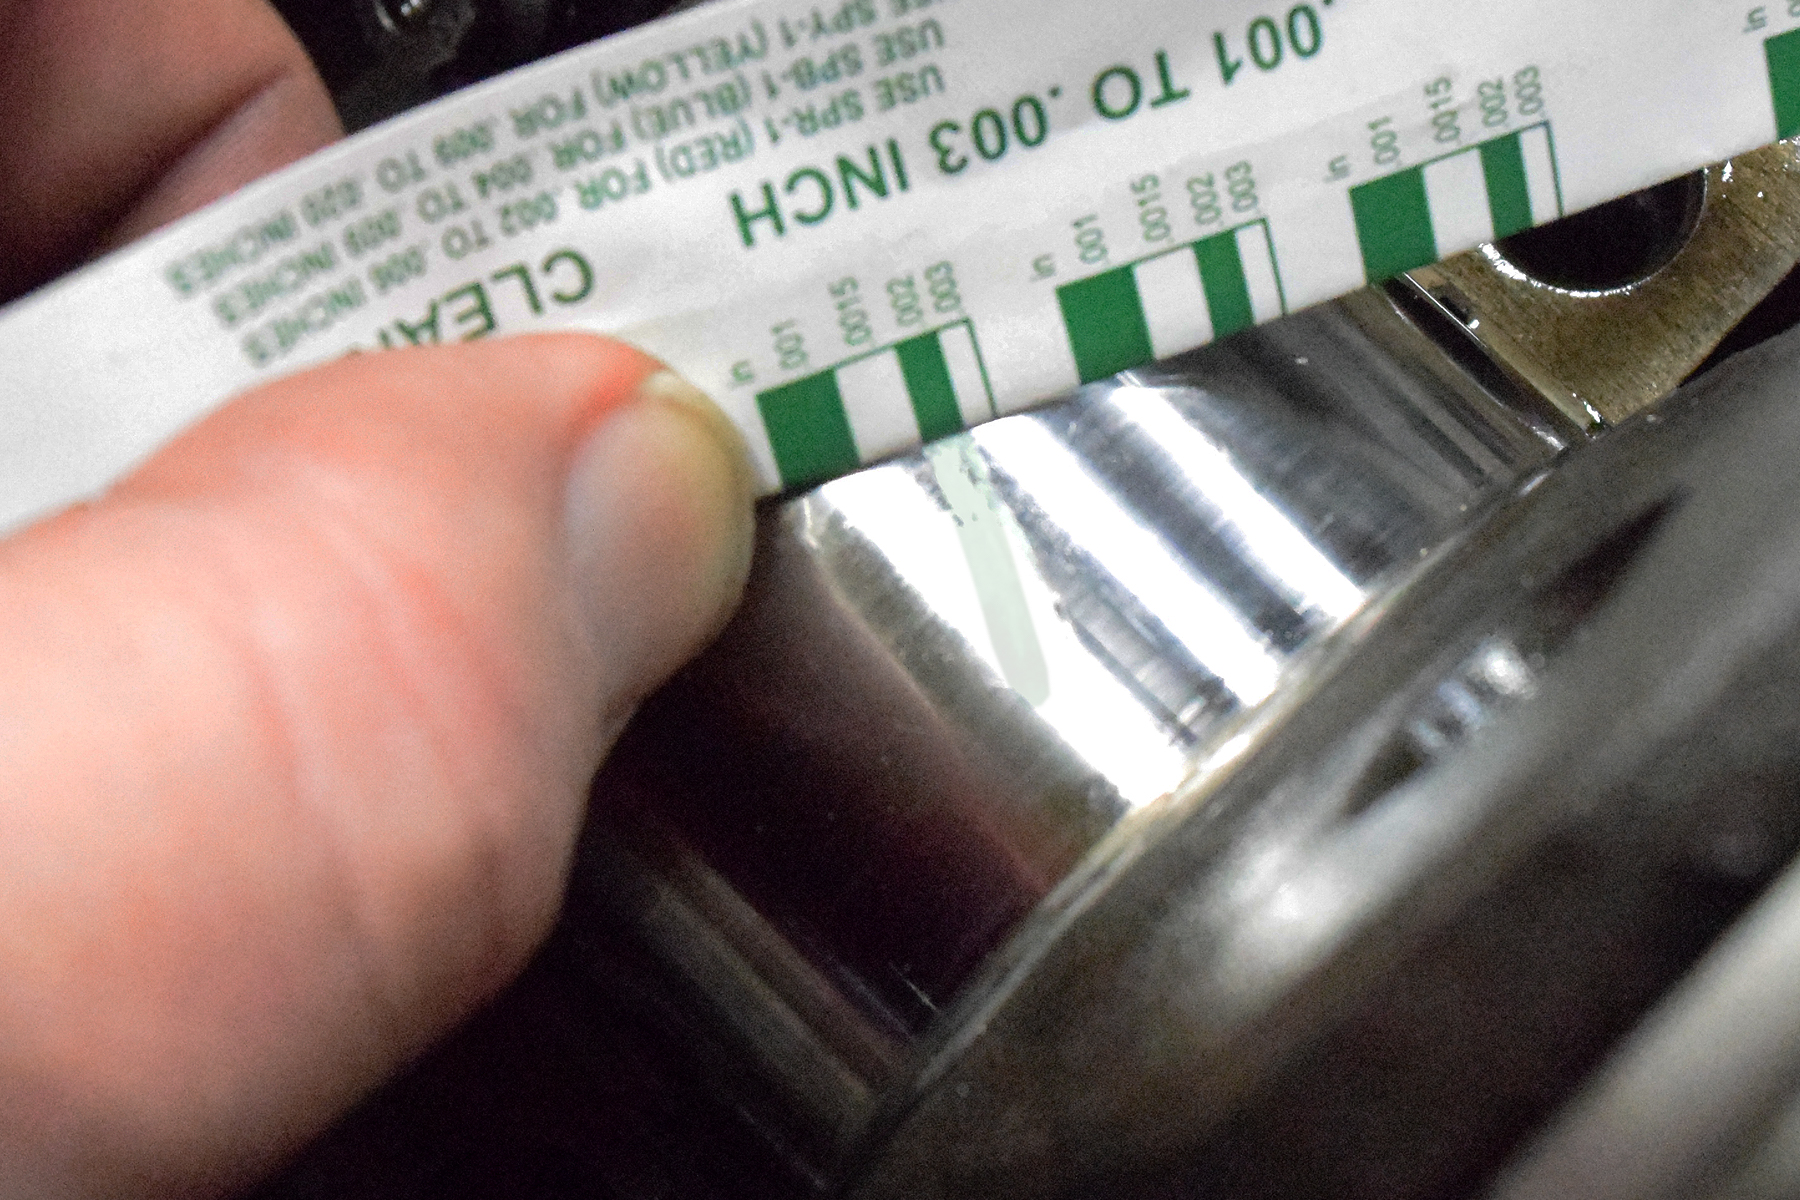 .001 TO .003 INCH CLEAR
USE SPR-1 (RED) FOR .002 TO .006 INCHES
USE SPB-1 (BLUE) FOR .004 TO .009 INCHES
USE SPY-1 (YELLOW) FOR .009 TO .020 INCHES
In .001 .0015 .002 .003
In .001 .0015 .002 .003
In .001 .0015 .002 .003
In